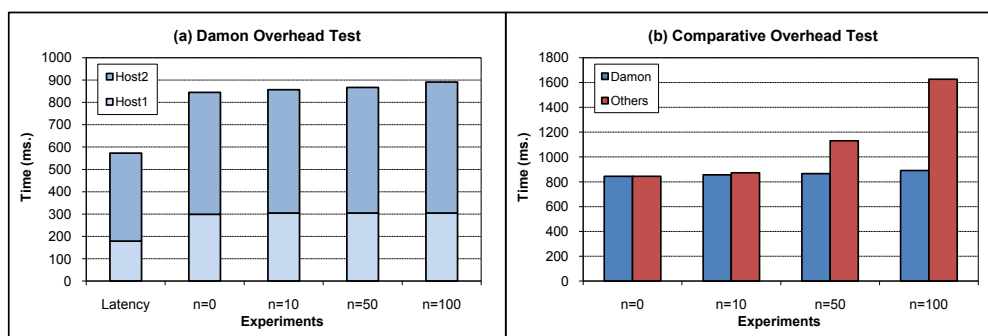 (a) Damon Overhead Test
1000
900
800
700
600
500
400
300
200
100
0
Time (ms.)
Host2
Host1
Latency n=0 n=10 n=50 n=100
Experiments
(b) Comparative Overhead Test
1800
1600
1400
1200
1000
800
600
400
200
0
Time (ms.)
Damon
Others
n=0 n=10 n=50 n=100
Experiments